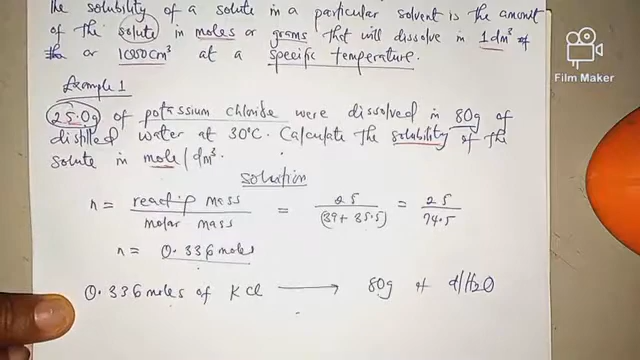 the solubility of a solute in a particular solvent is the amount
of the solute in moles or grams that will dissolve in 1dm³ of
or 1000cm³ at a specific temperature.
Film Maker
Example 1
25.0g of potassium chloride were dissolved in 80g of
distilled water at 30°C. Calculate the solubility of the
solute in mole/dm³.
Solution
n = reacting mass / molar mass = 25 / (39+35.5) = 25 / 74.5
n = 0.336 moles
0.336 moles of KCl → 80g of d/H2O